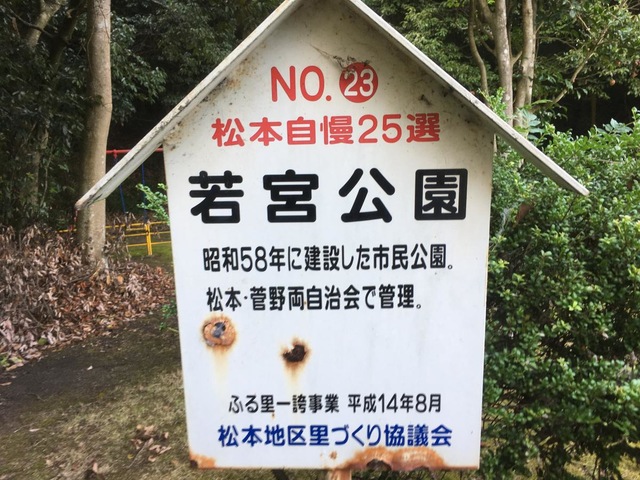 NO.23
松本自慢25選
若宮公園
昭和58年に建設した市民公園。
松本・菅野両自治会で管理。
ふる里一誇事業 平成14年8月
松本地区里づくり協議会